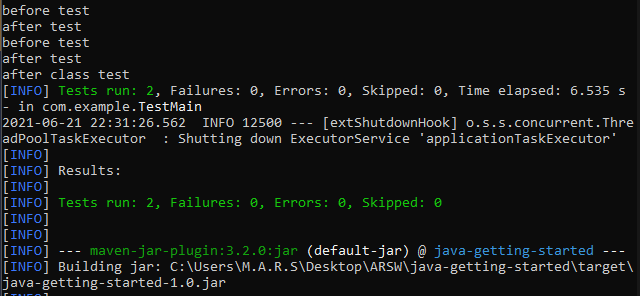 before test
after test
before test
after test
after class test
[INFO] Tests run: 2, Failures: 0, Errors: 0, Skipped: 0, Time elapsed: 6.535 s
- in com.example.TestMain
2021-06-21 22:31:26.562  INFO 12500 --- [extShutdownHook] o.s.s.concurrent.Thre
adPoolTaskExecutor  : Shutting down ExecutorService 'applicationTaskExecutor'
[INFO]
[INFO] Results:
[INFO]
[INFO] Tests run: 2, Failures: 0, Errors: 0, Skipped: 0
[INFO]
[INFO]
[INFO] --- maven-jar-plugin:3.2.0:jar (default-jar) @ java-getting-started ---
[INFO] Building jar: C:\Users\M.A.R.S\Desktop\ARSW\java-getting-started\target\
java-getting-started-1.0.jar